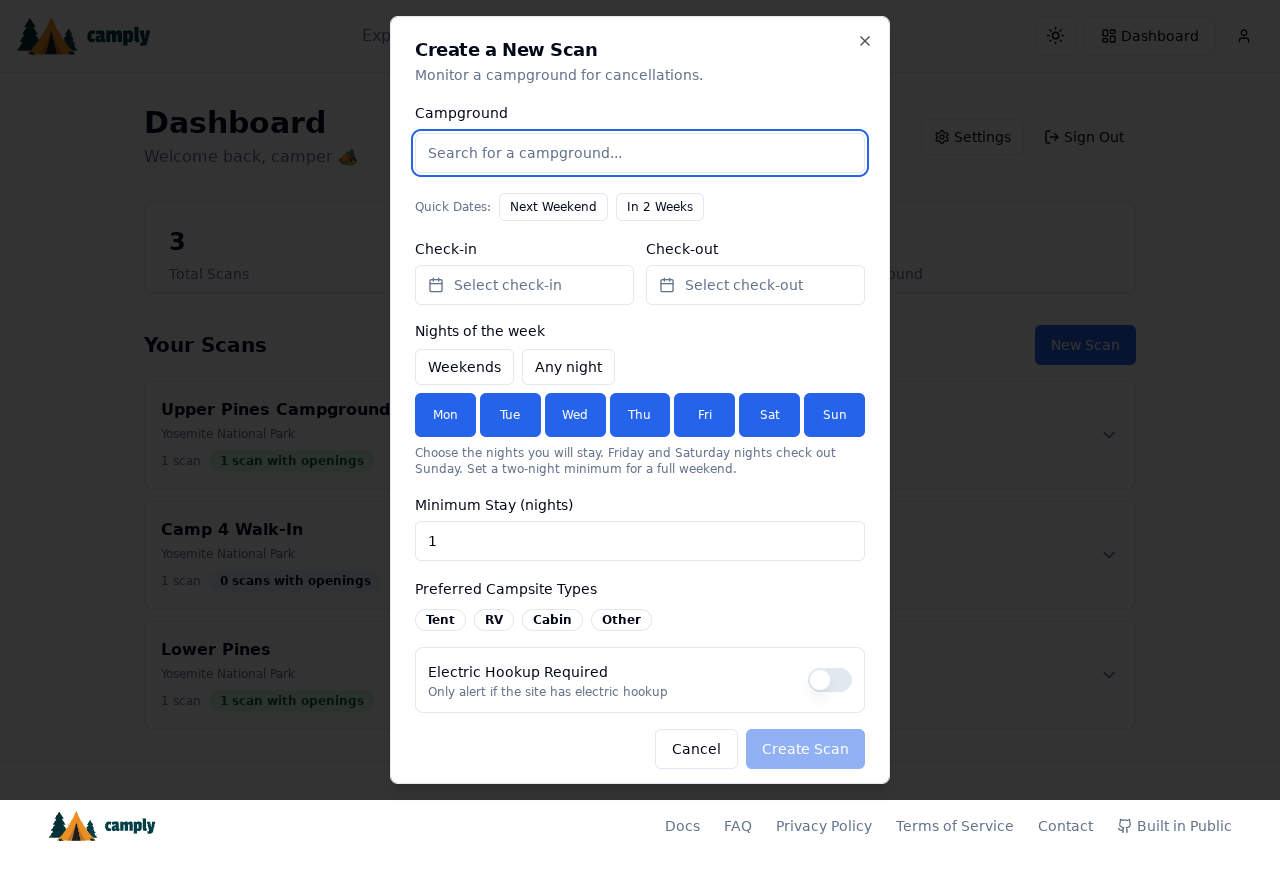 camply
Exp
Dashboard
Create a New Scan
Monitor a campground for cancellations.
Dashboard
Welcome back, camper
Settings
Sign Out
Campground
Search for a campground...
Quick Dates:
Next Weekend
In 2 Weeks
3
Total Scans
ound
Check-in
Check-out
Select check-in
Select check-out
Your Scans
New Scan
Nights of the week
Weekends
Any night
Mon
Tue
Wed
Thu
Fri
Sat
Sun
Choose the nights you will stay. Friday and Saturday nights check out
Sunday. Set a two-night minimum for a full weekend.
Upper Pines Campground
Yosemite National Park
1 scan
1 scan with openings
Minimum Stay (nights)
1
Camp 4 Walk-In
Yosemite National Park
1 scan
0 scans with openings
Preferred Campsite Types
Tent
RV
Cabin
Other
Lower Pines
Yosemite National Park
1 scan
1 scan with openings
Electric Hookup Required
Only alert if the site has electric hookup
Cancel
Create Scan
camply
Docs
FAQ
Privacy Policy
Terms of Service
Contact
Built in Public